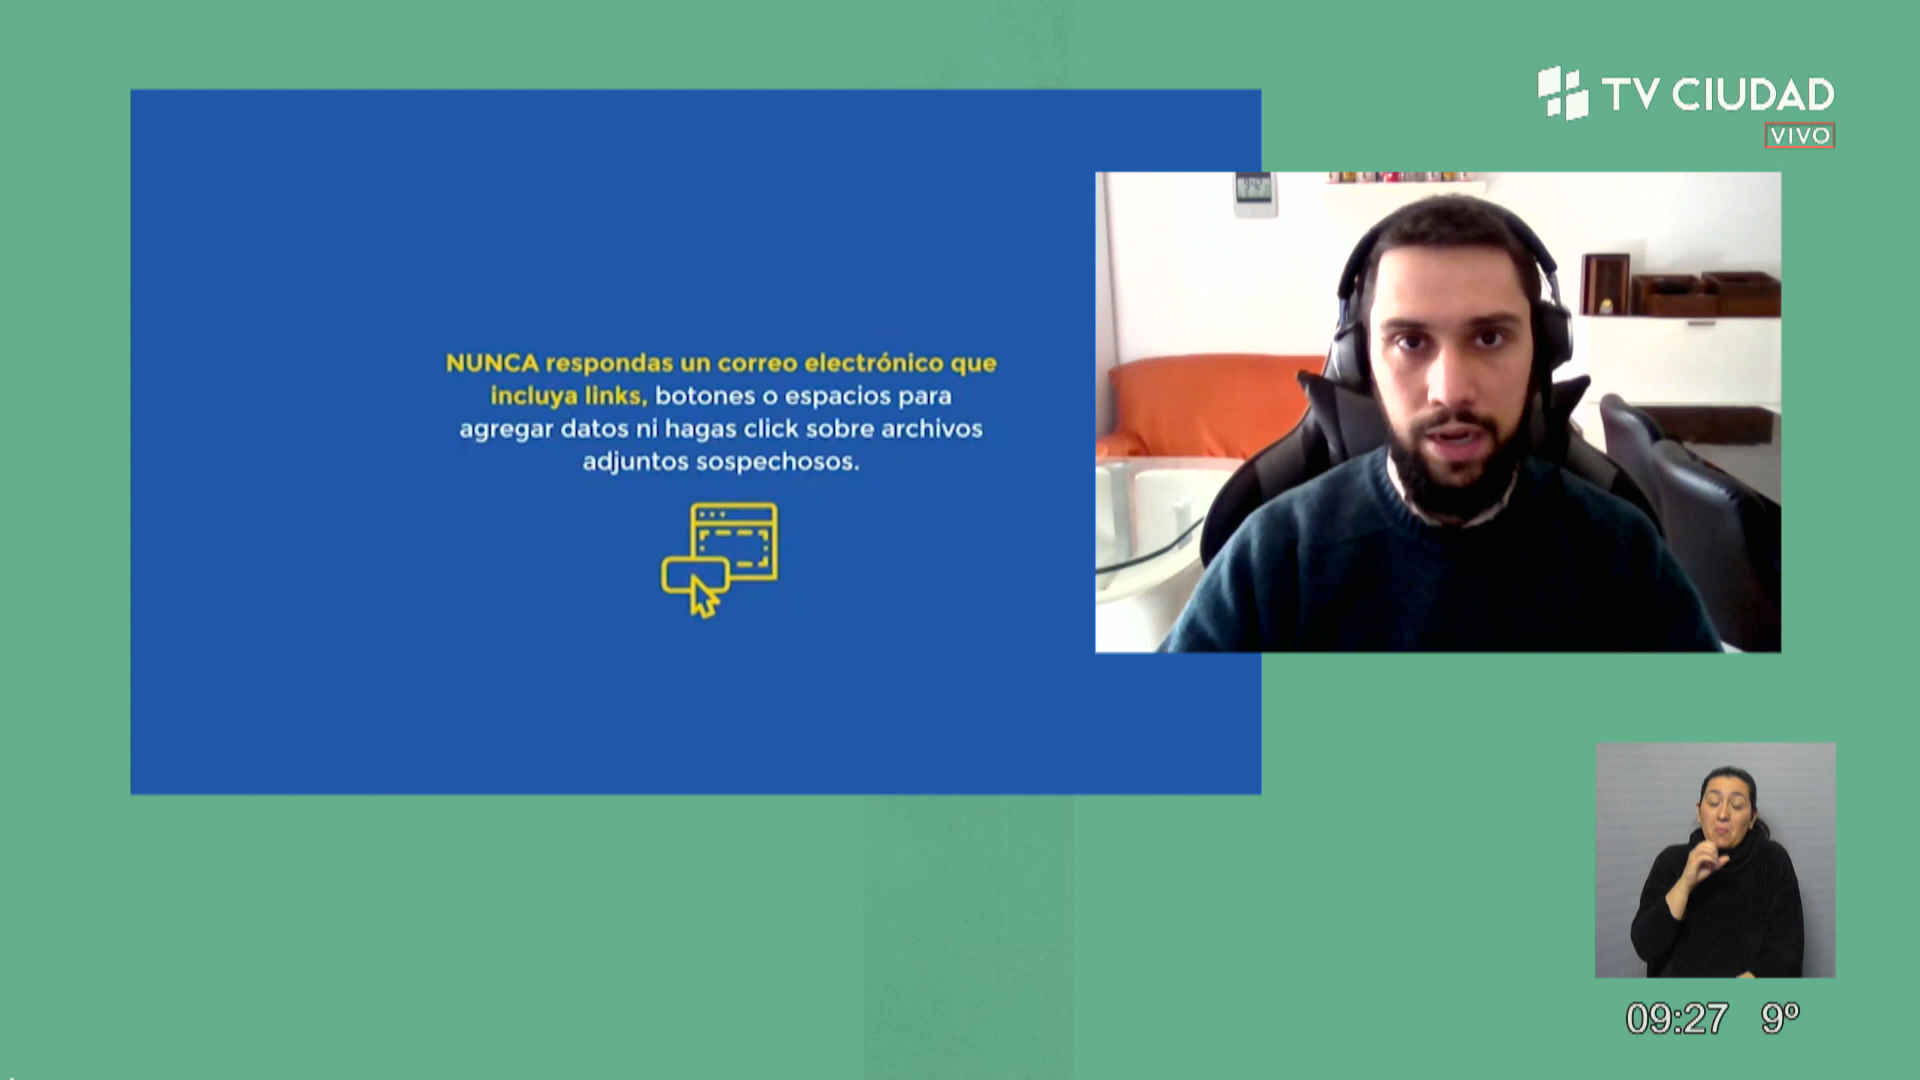 TV CIUDAD
VIVO
NUNCA respondas un correo electrónico que
incluya links, botones o espacios para
agregar datos ni hagas click sobre archivos
adjuntos sospechosos.
09:27 9º